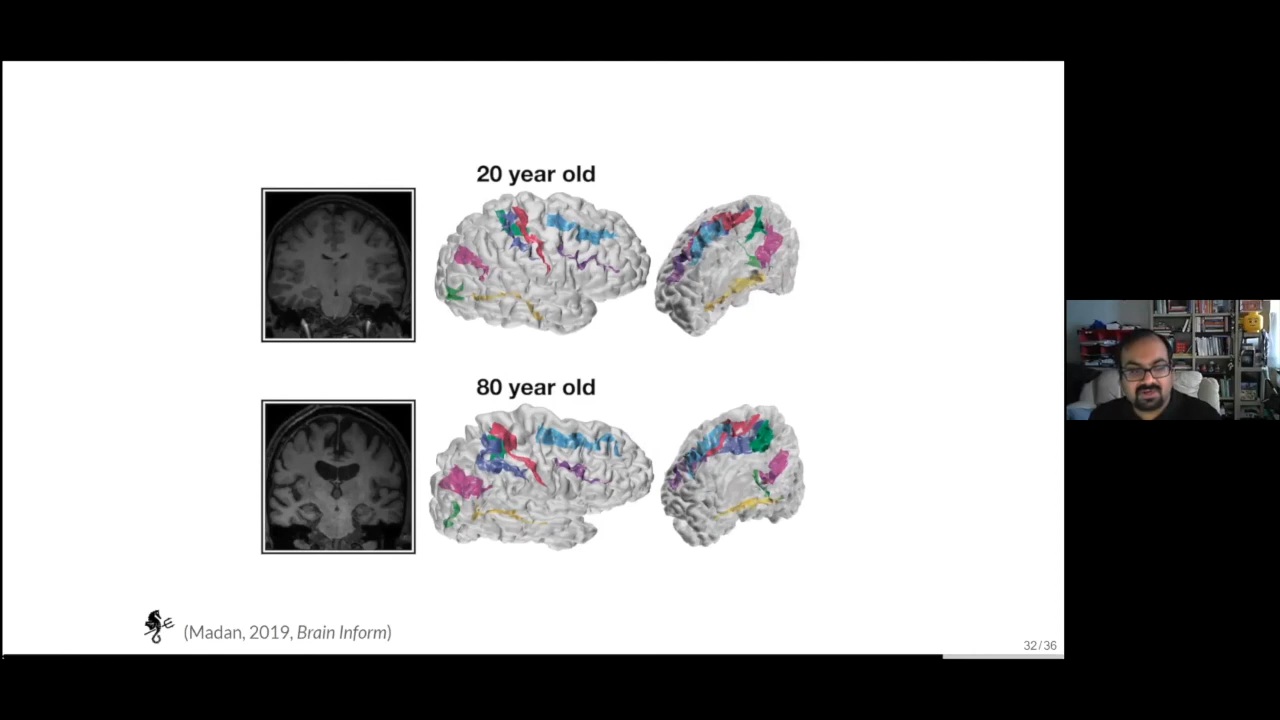 20 year old
80 year old
(Madan, 2019, Brain Inform)
32 / 36